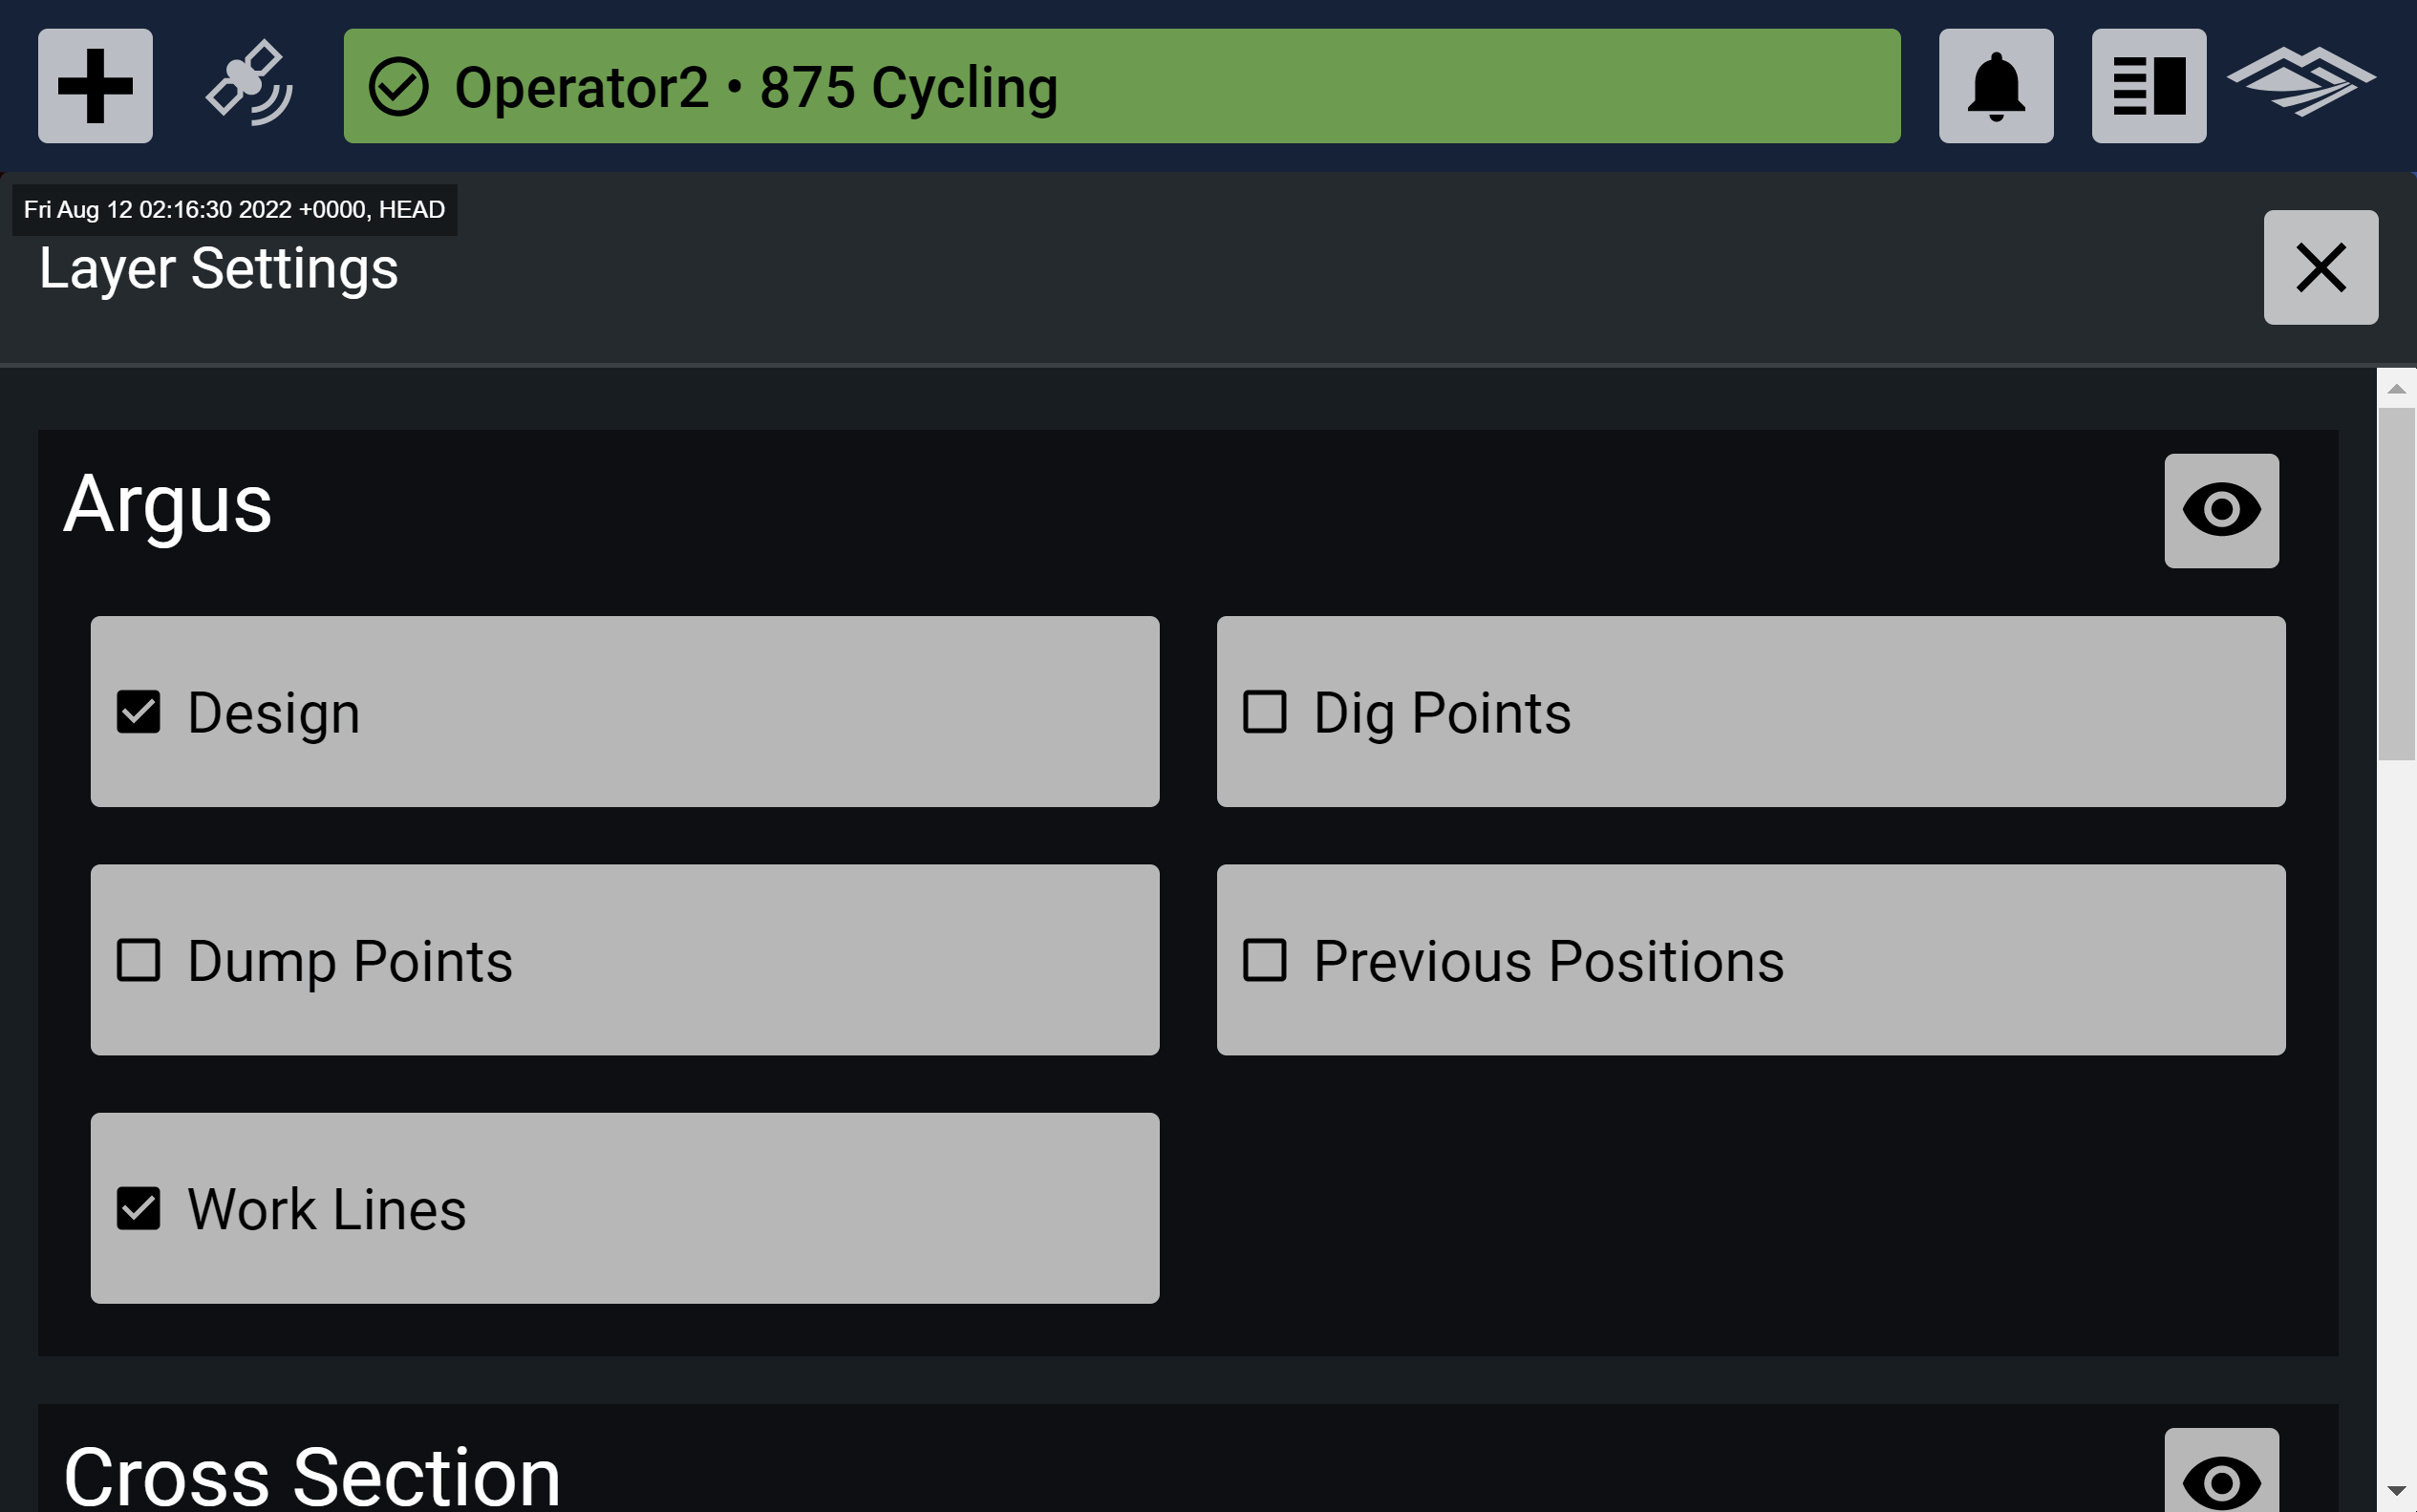 Operator2 • 875 Cycling
Fri Aug 12 02:16:30 2022 +0000, HEAD
Layer Settings
Argus
Design
Dig Points
Dump Points
Previous Positions
Work Lines
Cross Section